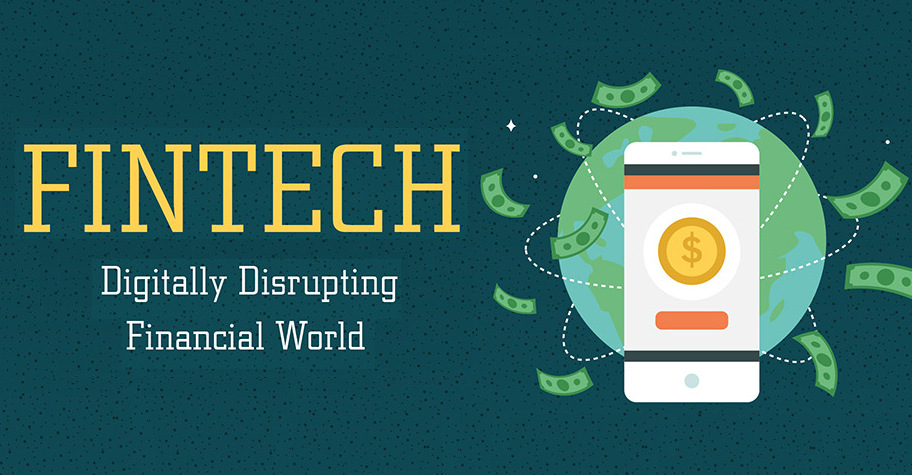 FINTECH
Digitally Disrupting
Financial World
$